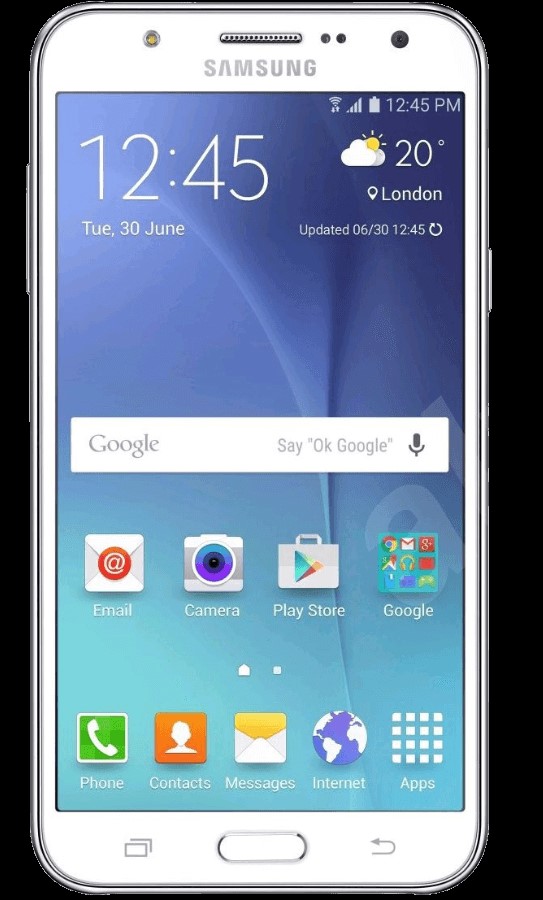 SAMSUNG
12:45 PM
12:45
20°
London
Tue, 30 June
Updated 06/30 12:45
Google
Say "Ok Google"
@
Email
Camera
Play Store
Google
Phone
Contacts
Messages
Internet
Apps